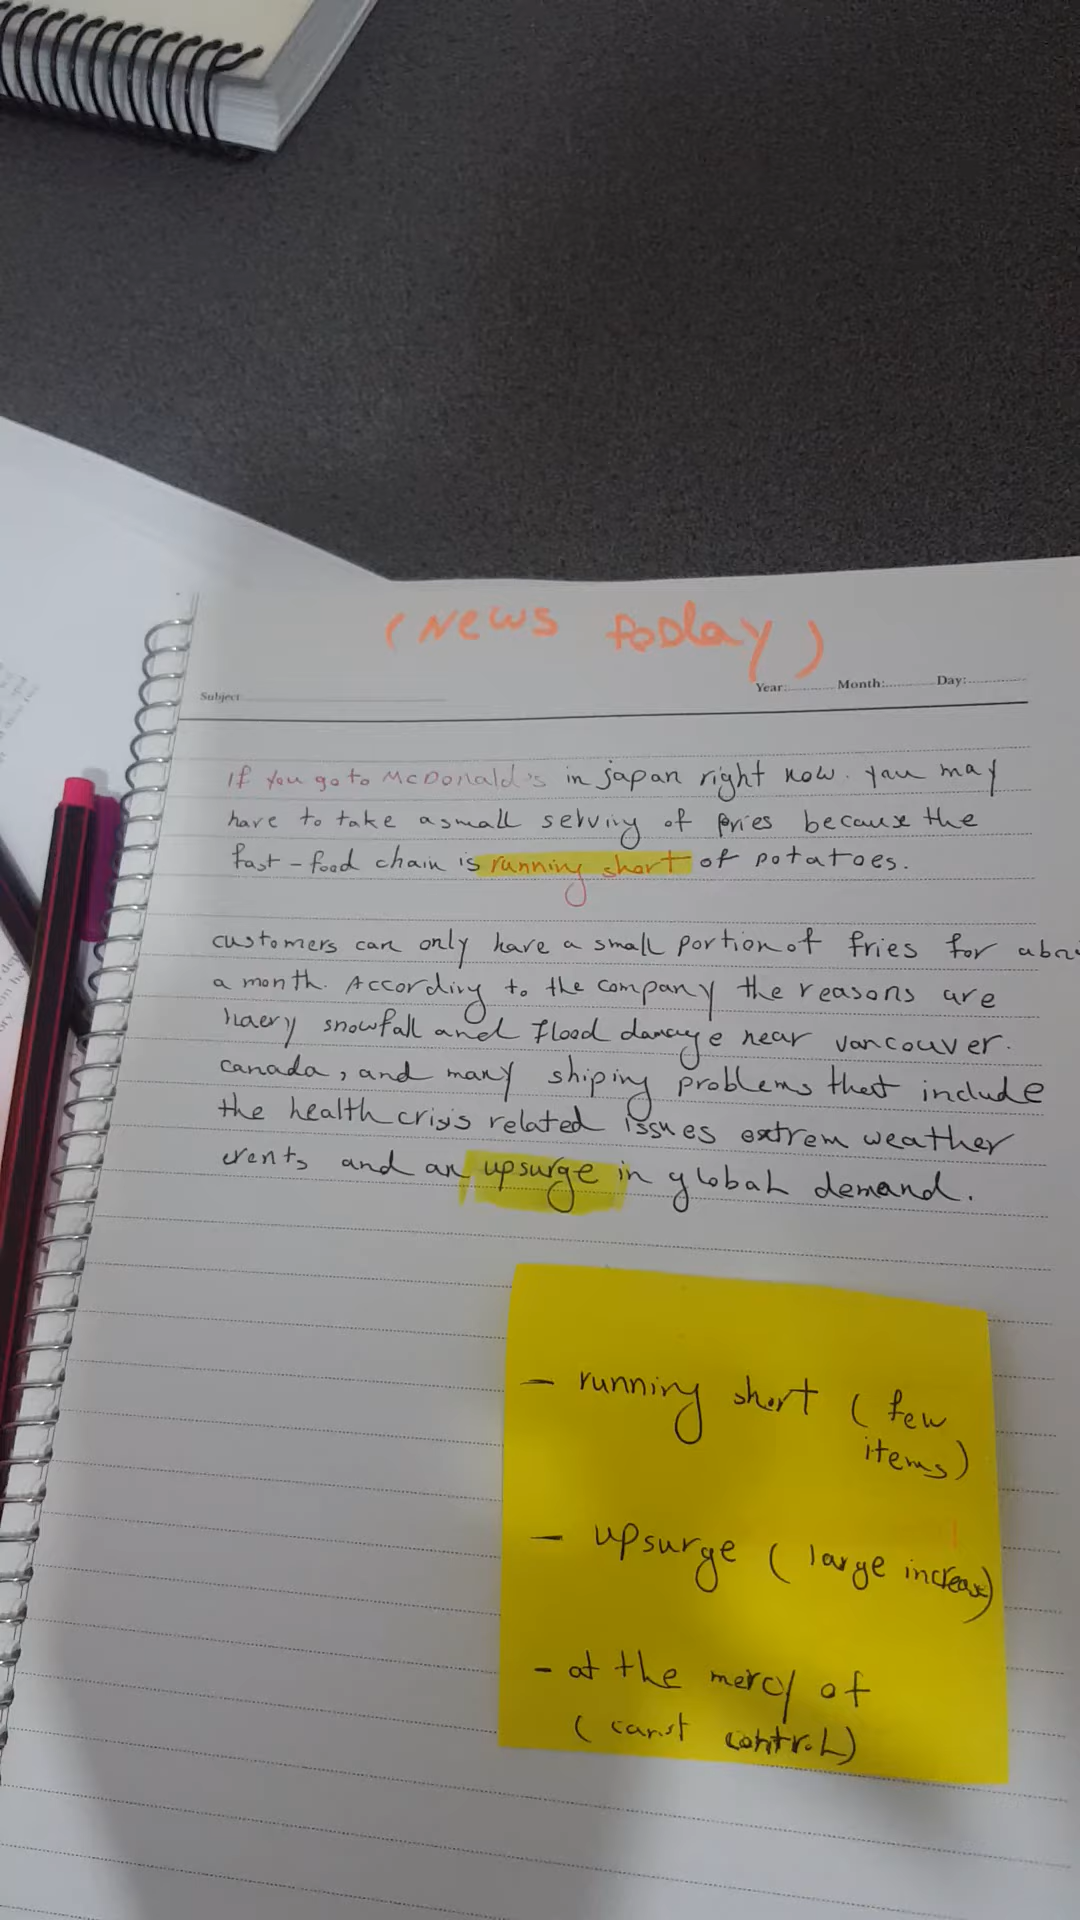 (News Today)
Subject:
Year: Month: Day:
If you go to McDonald's in japan right now. you may
have to take a small serving of fries because the
fast-food chain is running short of potatoes.
customers can only have a small portion of fries for
a month. According to the company the reasons are
haevy snowfall and flood damage near vancouver.
canada, and many shiping problems that include
the health crisis related issues extrem weather
events and an upsurge in global demand.
- running short (few
items)
- upsurge (large increase)
- at the mercy of
(can't control)